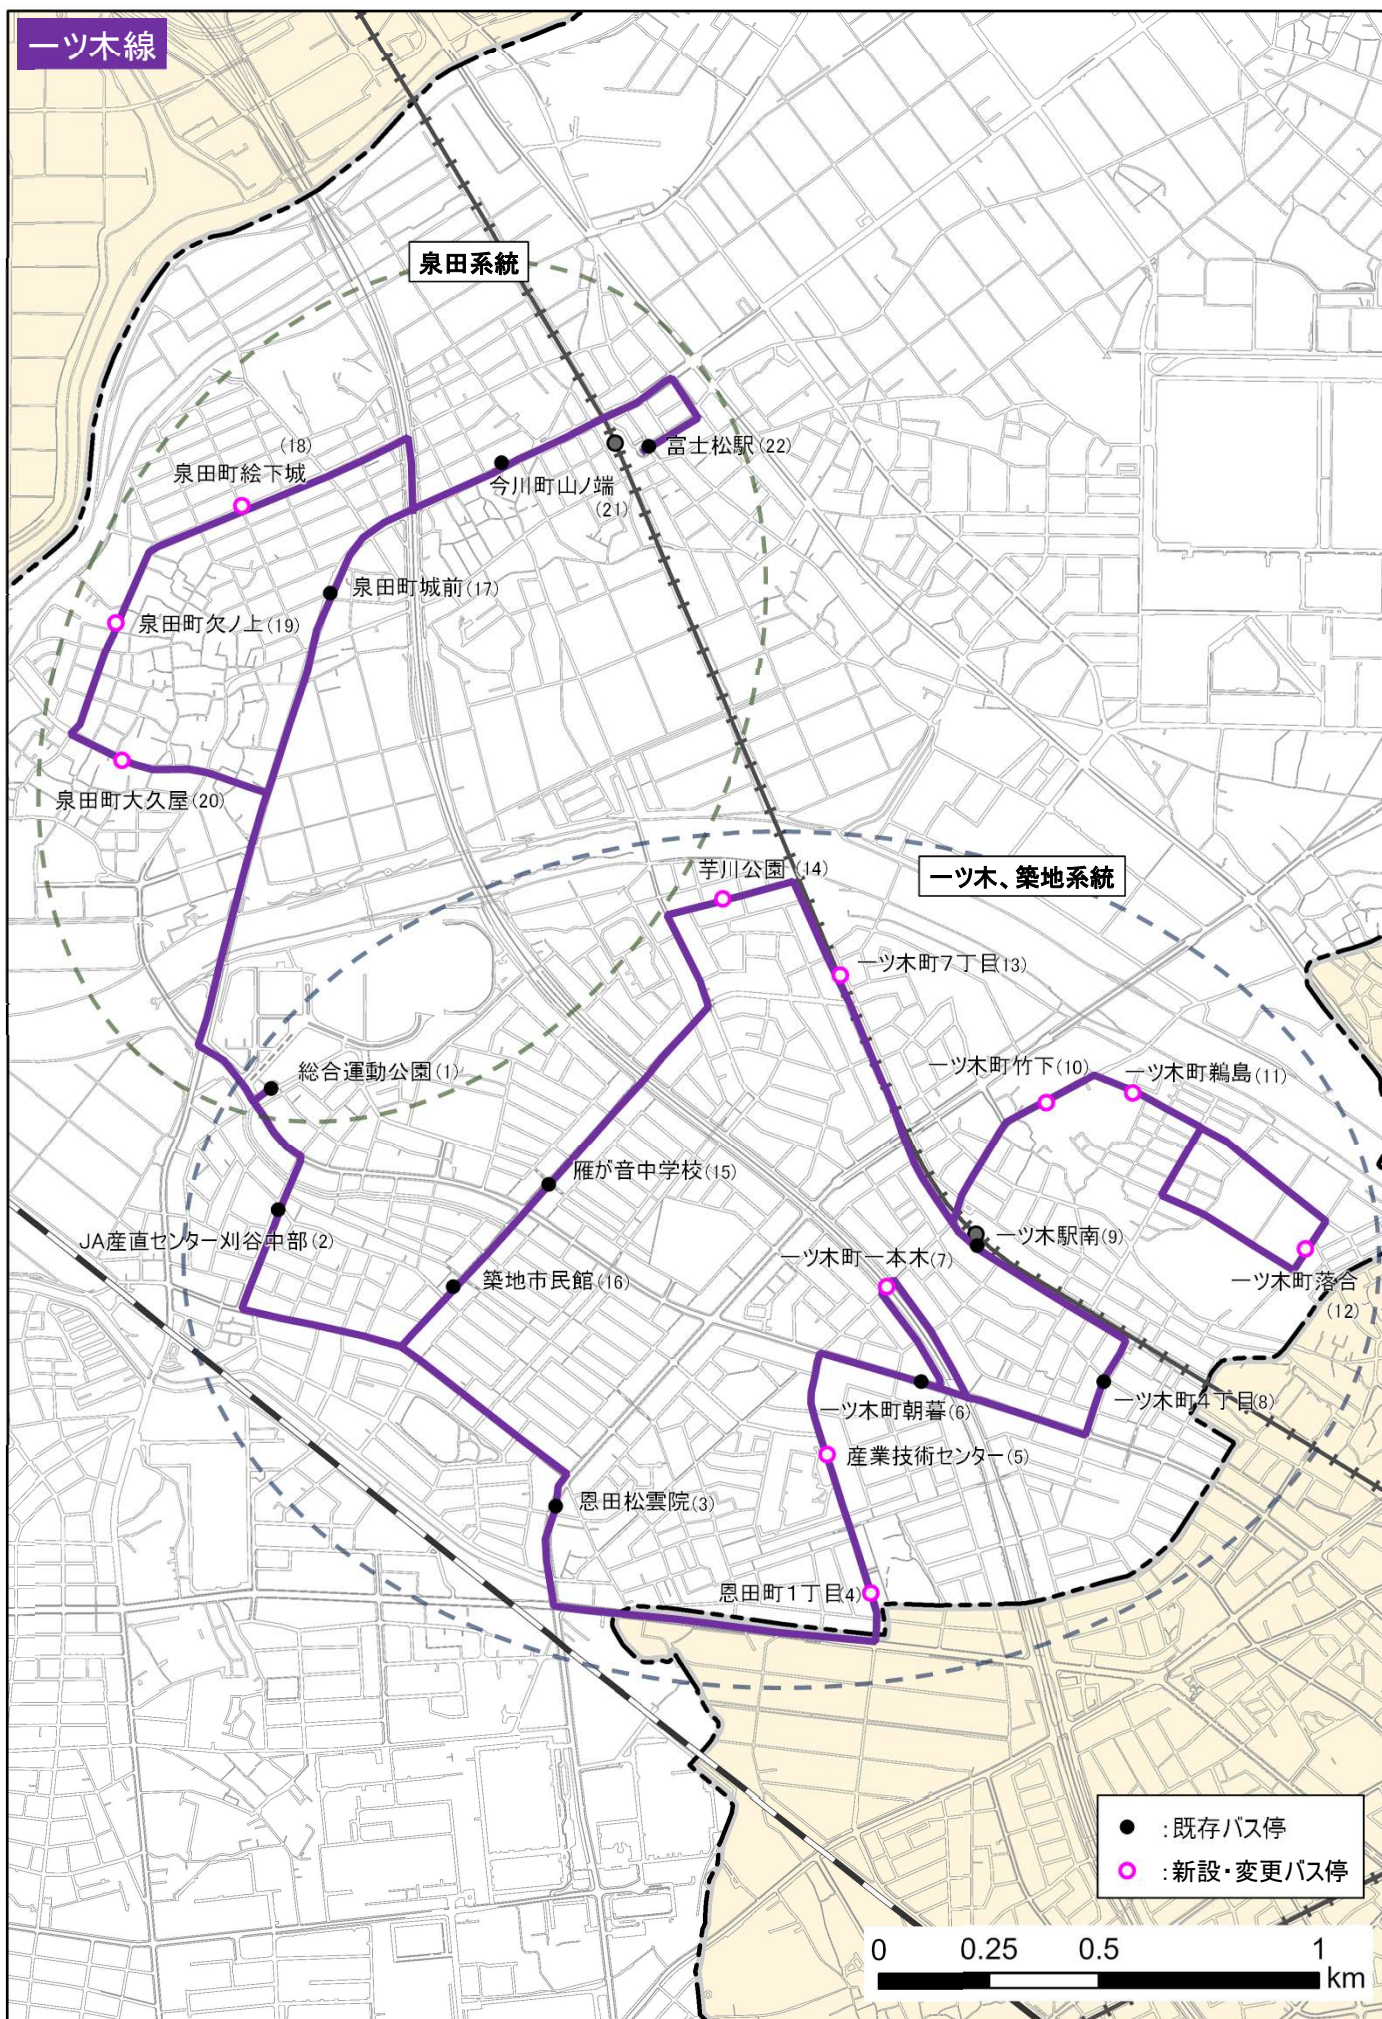 一ツ木線
泉田系統
富士松駅(22)
(18)
泉田町絵下城
今川町山ノ端
(21)
泉田町城前(17)
泉田町欠ノ上(19)
泉田町大久屋(20)
芋川公園(14)
一ツ木、築地系統
一ツ木町7丁目(13)
一ツ木町竹下(10)
一ツ木町鵜島(11)
総合運動公園(1)
雁が音中学校(15)
JA産直センター刈谷中部(2)
一ツ木駅南(9)
一ツ木町一本木(7)
築地市民館(16)
一ツ木町落合
(12)
一ツ木町4丁目(8)
一ツ木町朝暮(6)
産業技術センター(5)
恩田松雲院(3)
恩田町1丁目(4)
:既存バス停
:新設・変更バス停
0 0.25 0.5 1
km